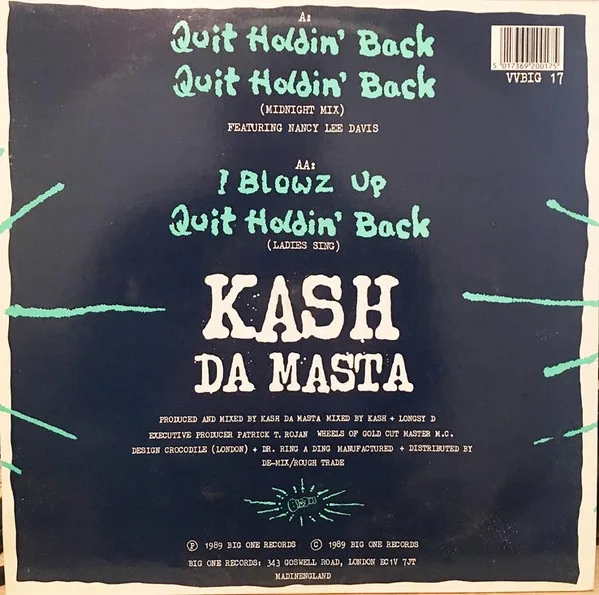 A:
Quit Holdin' Back
Quit Holdin' Back
(MIDNIGHT MIX)
FEATURING NANCY LEE DAVIS
5 017369 200175
VVBIG 17
AA:
I Blowz Up
Quit Holdin' Back
(LADIES SING)
KASH
DA MASTA
PRODUCED AND MIXED BY KASH DA MASTA MIXED BY KASH + LONGSY D
EXECUTIVE PRODUCER PATRICK T. ROJAN WHEELS OF GOLD CUT MASTER M.C.
DESIGN CROCODILE (LONDON) + DR. RING A DING MANUFACTURED + DISTRIBUTED BY
DE-MIX/ROUGH TRADE
Ⓟ 1989 BIG ONE RECORDS © 1989 BIG ONE RECORDS
BIG ONE RECORDS: 343 GOSWELL ROAD, LONDON EC1V 7JT
MADINENGLAND